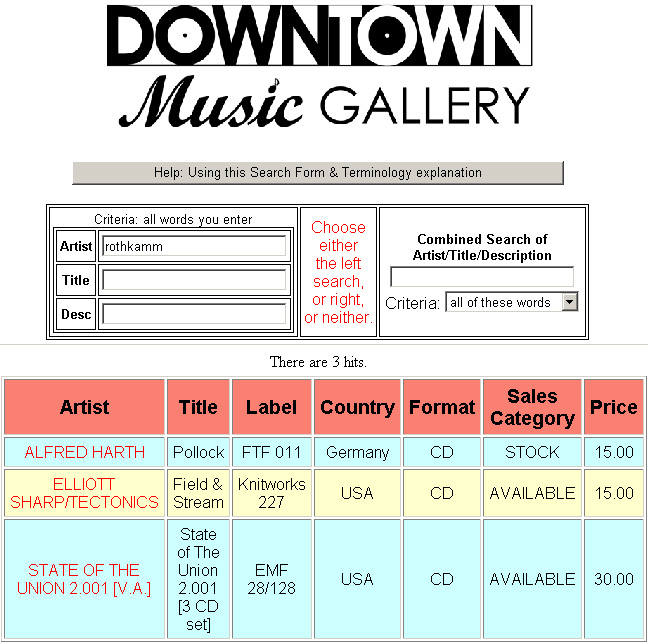 DOWNTOWN
Music GALLERY
Help: Using this Search Form & Terminology explanation
Criteria: all words you enter
Artist rothkamm
Title
Desc
Choose
either
the left
search,
or right,
or neither.
Combined Search of
Artist/Title/Description
Criteria: all of these words
There are 3 hits.
Artist Title Label Country Format Sales Category Price
ALFRED HARTH Pollock FTF 011 Germany CD STOCK 15.00
ELLIOTT SHARP/TECTONICS Field & Stream Knitworks 227 USA CD AVAILABLE 15.00
STATE OF THE UNION 2.001 [V.A.] State of The Union 2.001 [3 CD set] EMF 28/128 USA CD AVAILABLE 30.00